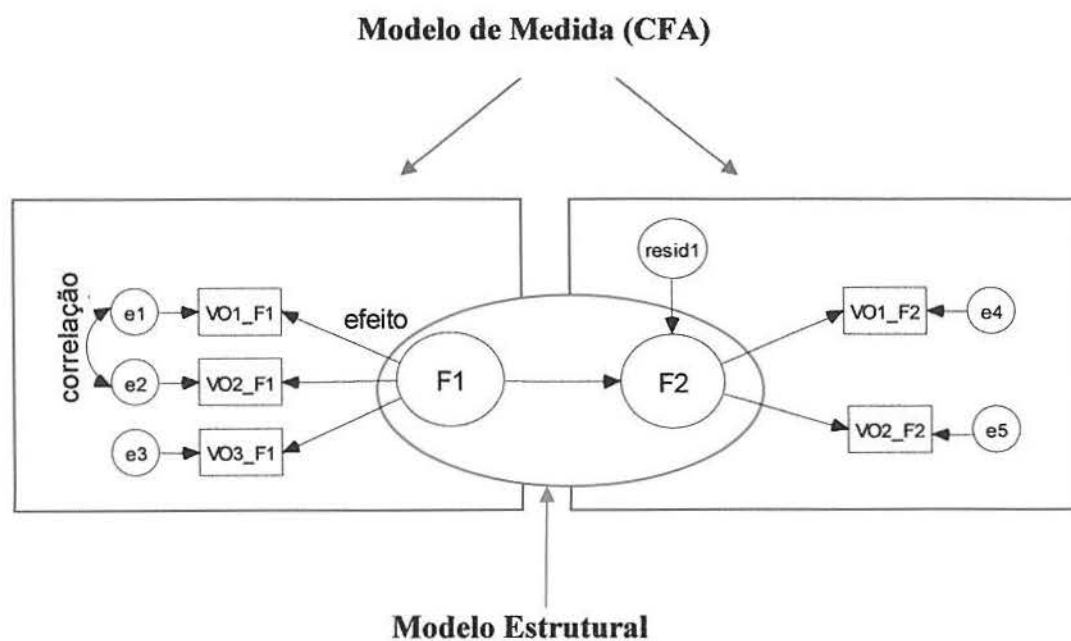 Modelo de Medida (CFA)
resid1
correlação
e1
VO1_F1
efeito
VO1_F2
e4
e2
VO2_F1
F1
F2
VO2_F2
e5
e3
VO3_F1
Modelo Estrutural